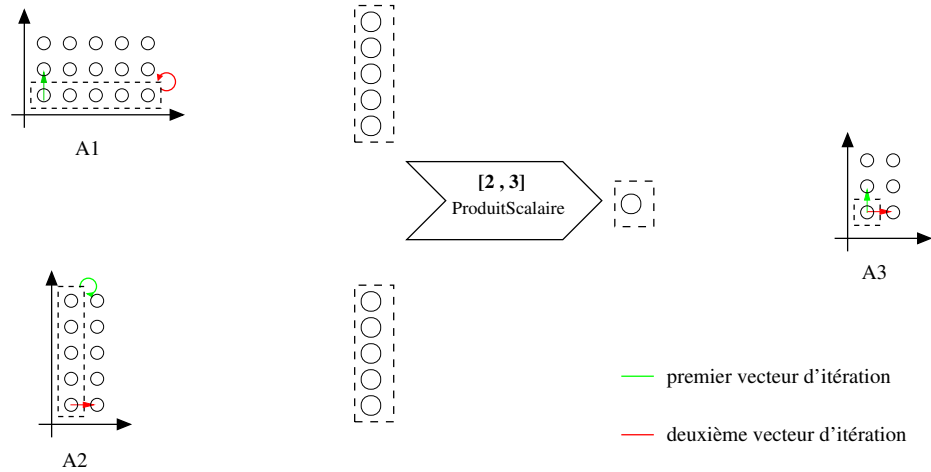 A1
[2 , 3]
ProduitScalaire
A3
premier vecteur d'itération
deuxième vecteur d'itération
A2